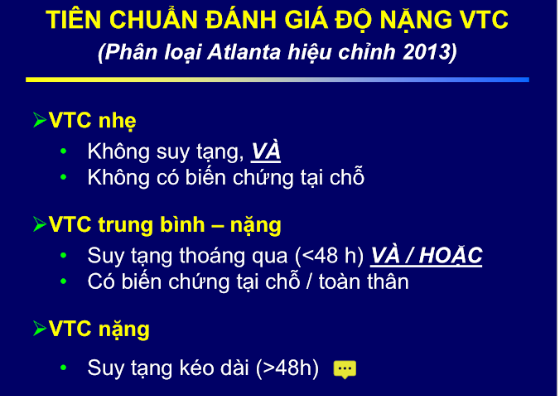 TIÊN CHUẨN ĐÁNH GIÁ ĐỘ NẶNG VTC
(Phân loại Atlanta hiệu chỉnh 2013)
➢VTC nhẹ
• Không suy tạng, VÀ
• Không có biến chứng tại chỗ
➢VTC trung bình – nặng
• Suy tạng thoáng qua (<48 h) VÀ / HOẶC
• Có biến chứng tại chỗ / toàn thân
➢VTC nặng
• Suy tạng kéo dài (>48h)